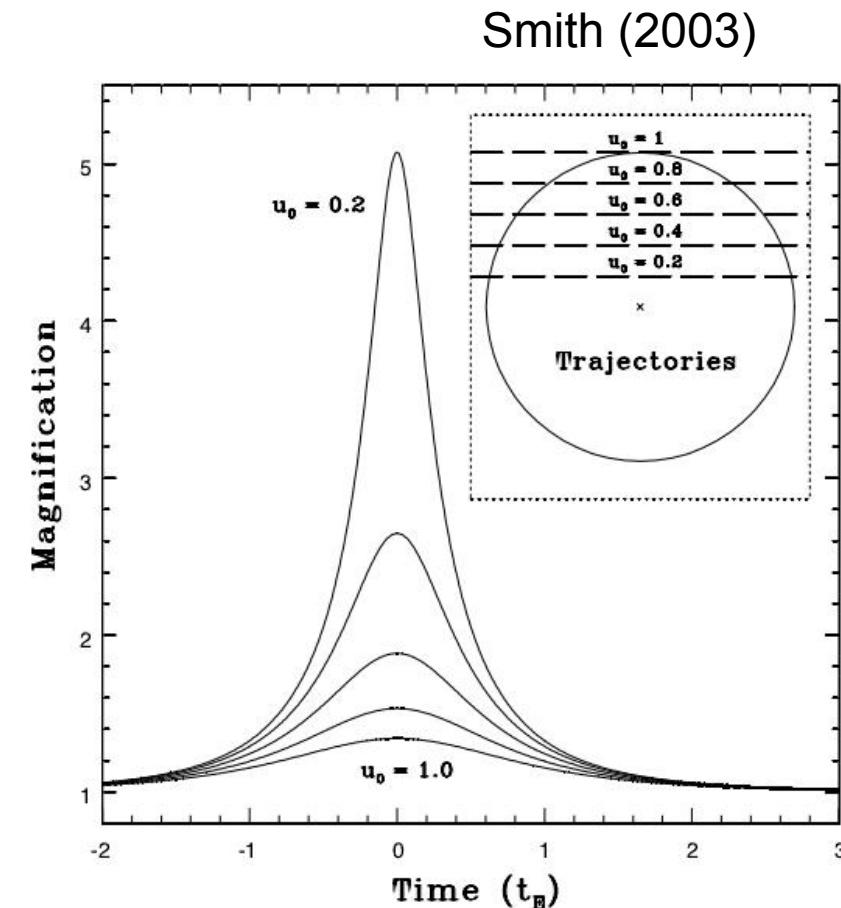 Smith (2003)
u₀ = 1
u₀ = 0.8
u₀ = 0.6
u₀ = 0.4
u₀ = 0.2
Trajectories
u₀ = 0.2
u₀ = 1.0
Magnification
5
4
3
2
1
-2 -1 0 1 2 3
Time (t_E)